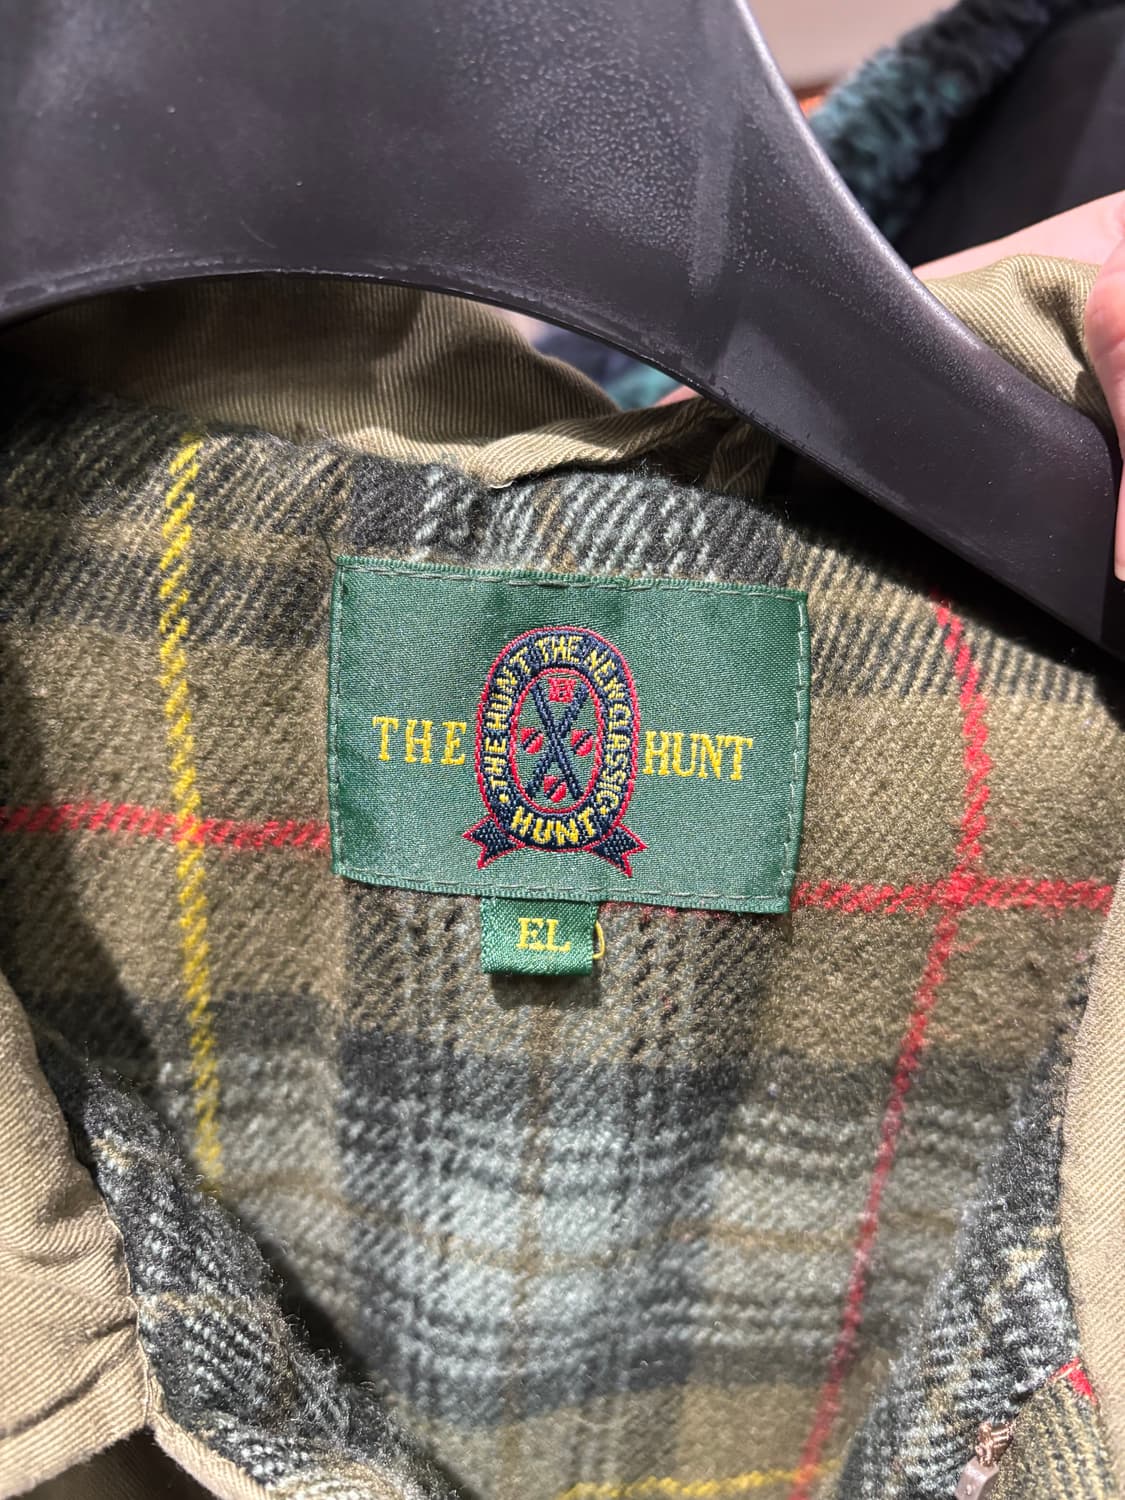 THE HUNT
• THE HUNT THE NEW CLASSIC •
HUNT
EL